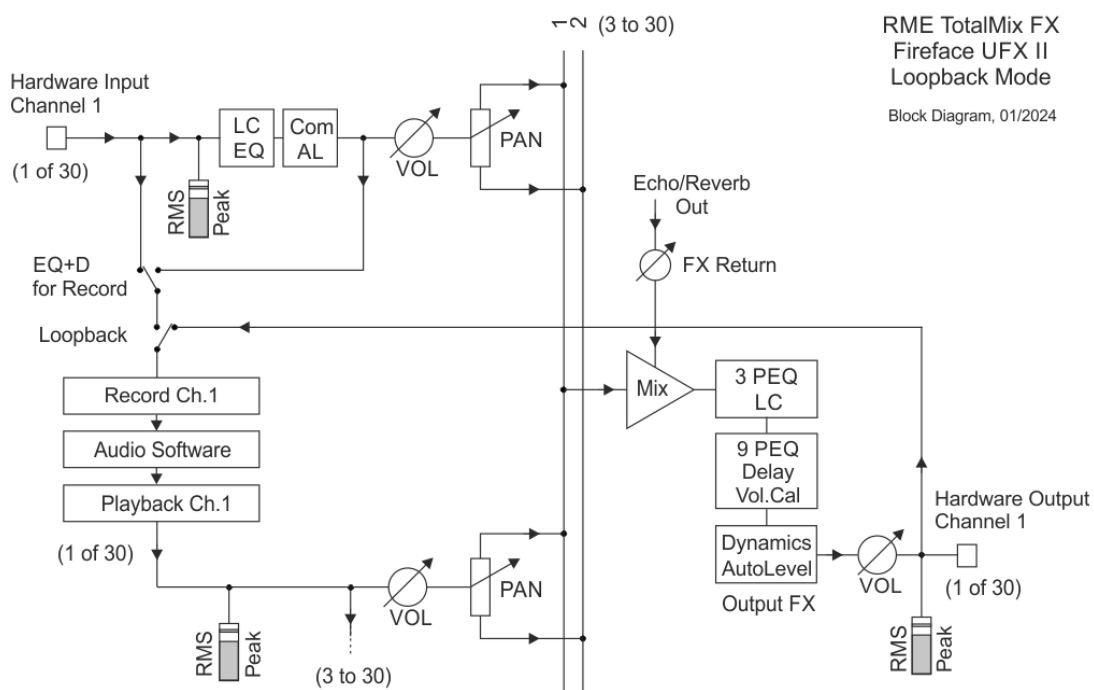 RME TotalMix FX
Fireface UFX II
Loopback Mode
Block Diagram, 01/2024
1
2
(3 to 30)
Hardware Input
Channel 1
(1 of 30)
RMS
Peak
LC
EQ
Com
AL
VOL
PAN
Echo/Reverb
Out
FX Return
EQ+D
for Record
Loopback
Record Ch.1
Audio Software
Playback Ch.1
(1 of 30)
Mix
3 PEQ
LC
9 PEQ
Delay
Vol.Cal
Dynamics
AutoLevel
Output FX
VOL
Hardware Output
Channel 1
(1 of 30)
RMS
Peak
RMS
Peak
(3 to 30)
VOL
PAN